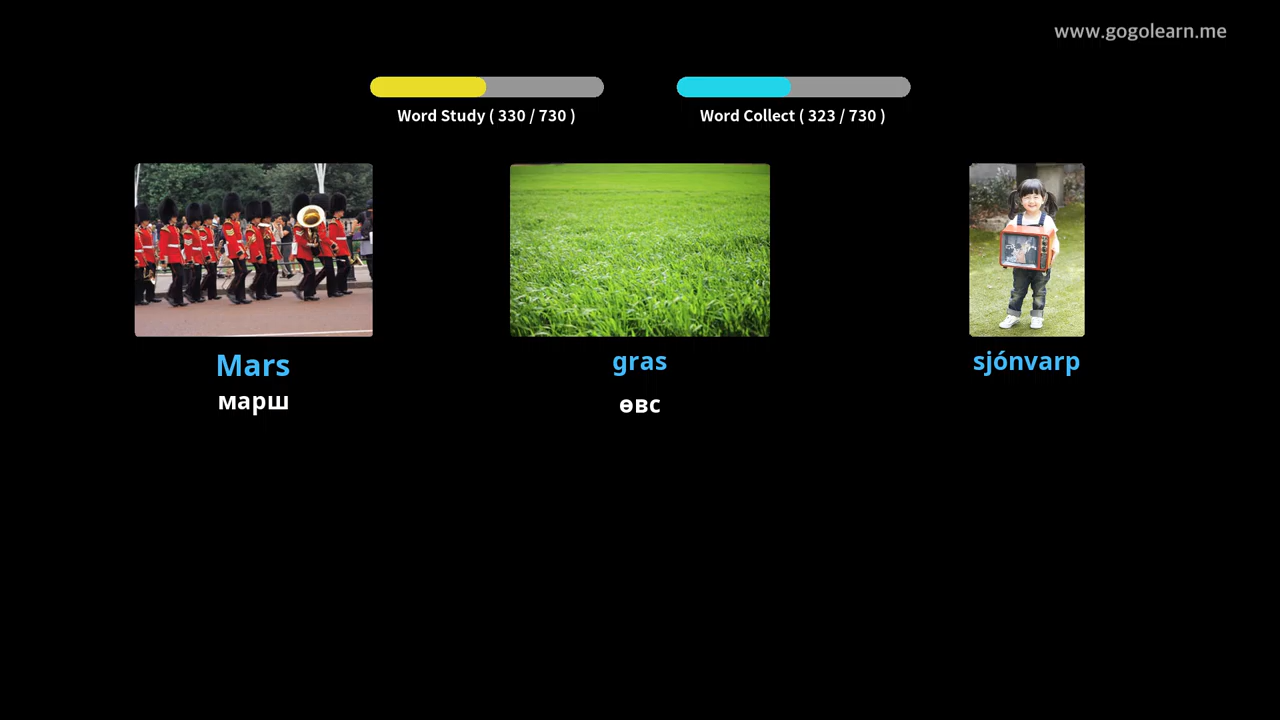 www.gogolearn.me
Word Study ( 330 / 730 )
Word Collect ( 323 / 730 )
Mars
gras
sjónvarp
марш
өвс